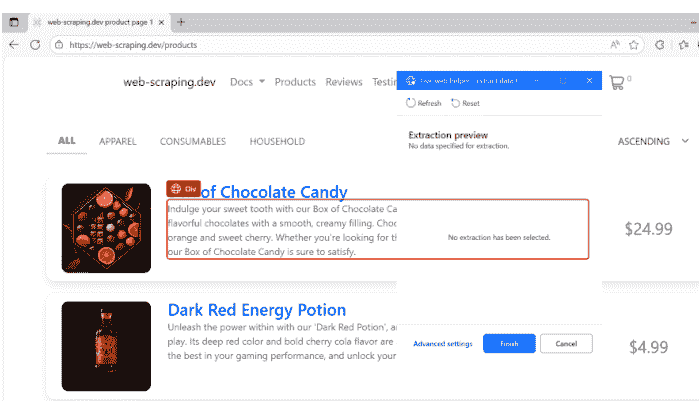 web-scraping.dev product page 1
https://web-scraping.dev/products
web-scraping.dev Docs Products Reviews
0
Refresh Reset
Extraction preview
No data specified for extraction.
ALL APPAREL CONSUMABLES HOUSEHOLD ASCENDING
Div
of Chocolate Candy
Indulge your sweet tooth with our Box of Chocolate
flavorful chocolates with a smooth, creamy filling.
orange and sweet cherry. Whether you're looking for
our Box of Chocolate Candy is sure to satisfy.
No extraction has been selected.
$24.99
Dark Red Energy Potion
Unleash the power within with our 'Dark Red Potion',
play. Its deep red color and bold cherry cola flavor are
the best in your gaming performance, and unlock your
Advanced settings Finish Cancel
$4.99